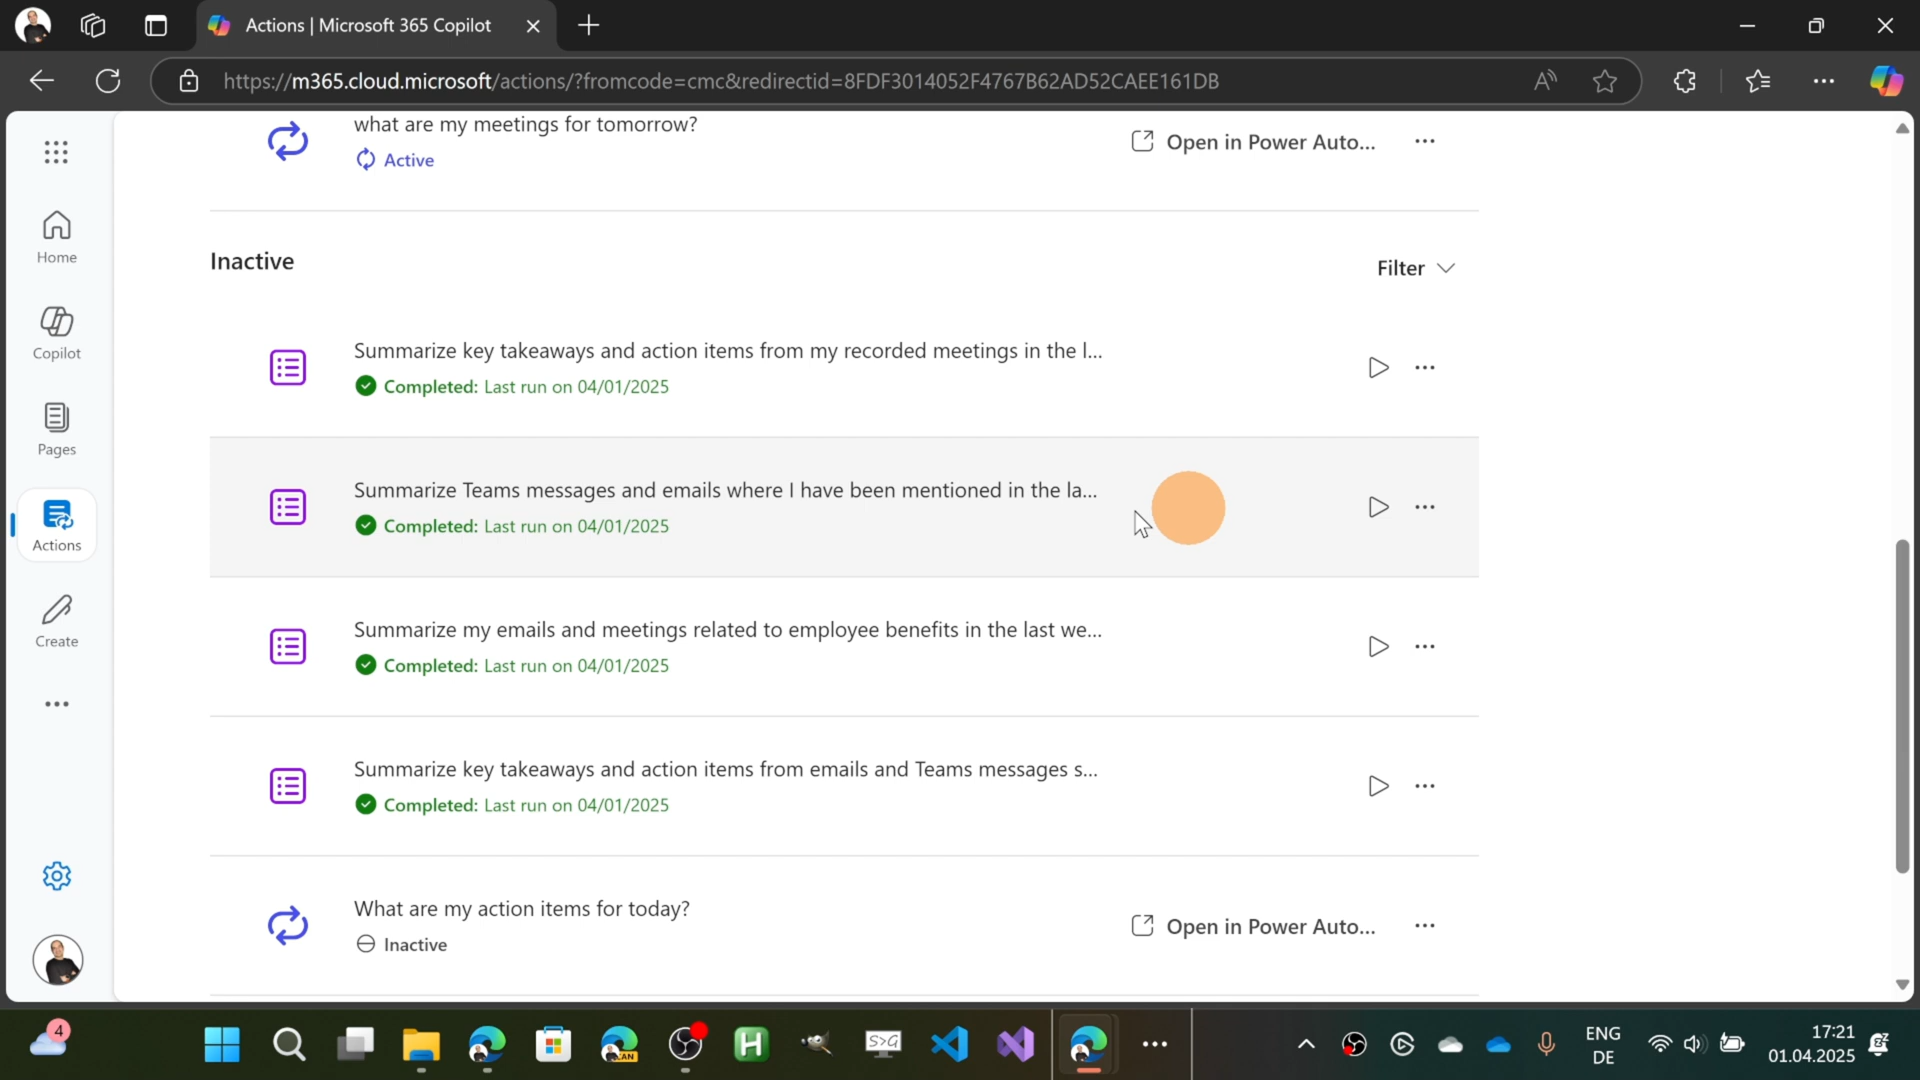 Actions | Microsoft 365 Copilot
https://m365.cloud.microsoft/actions/?fromcode=cmc&redirectid=8FDF3014052F4767B62AD52CAEE161DB
what are my meetings for tomorrow?
Active
Open in Power Auto...
Home
Copilot
Pages
Actions
Create
Inactive
Filter
Summarize key takeaways and action items from my recorded meetings in the l...
Completed: Last run on 04/01/2025
Summarize Teams messages and emails where I have been mentioned in the la...
Completed: Last run on 04/01/2025
Summarize my emails and meetings related to employee benefits in the last we...
Completed: Last run on 04/01/2025
Summarize key takeaways and action items from emails and Teams messages s...
Completed: Last run on 04/01/2025
What are my action items for today?
Inactive
Open in Power Auto...
4
CAN
H
S>G
ENG
DE
17:21
01.04.2025